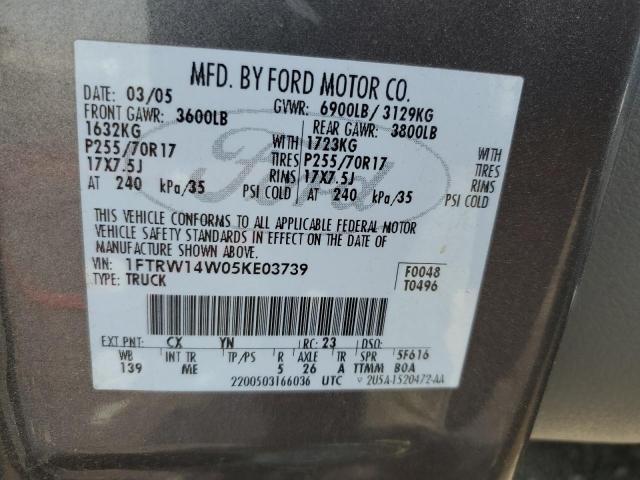 MFD. BY FORD MOTOR CO.
DATE: 03/05 GVWR: 6900LB/ 3129KG
FRONT GAWR: 3600LB REAR GAWR: 3800LB
1632KG WITH 1723KG WITH
P255/70R17 TIRES P255/70R17 TIRES
17X7.5J RIMS 17X7.5J RIMS
AT 240 kPa/35 PSI COLD AT 240 kPa/35 PSI COLD
Ford
THIS VEHICLE CONFORMS TO ALL APPLICABLE FEDERAL MOTOR
VEHICLE SAFETY STANDARDS IN EFFECT ON THE DATE OF
MANUFACTURE SHOWN ABOVE.
VIN: 1FTRW14W05KE03739 F0048
TYPE: TRUCK T0496
EXT PNT: CX YN RC: 23 DSO:
WB INT TR TP/PS R AXLE TR SPR 5F616
139 ME 5 26 A TTMM BOA
2200503166036 UTC 2U5A-1520472-AA